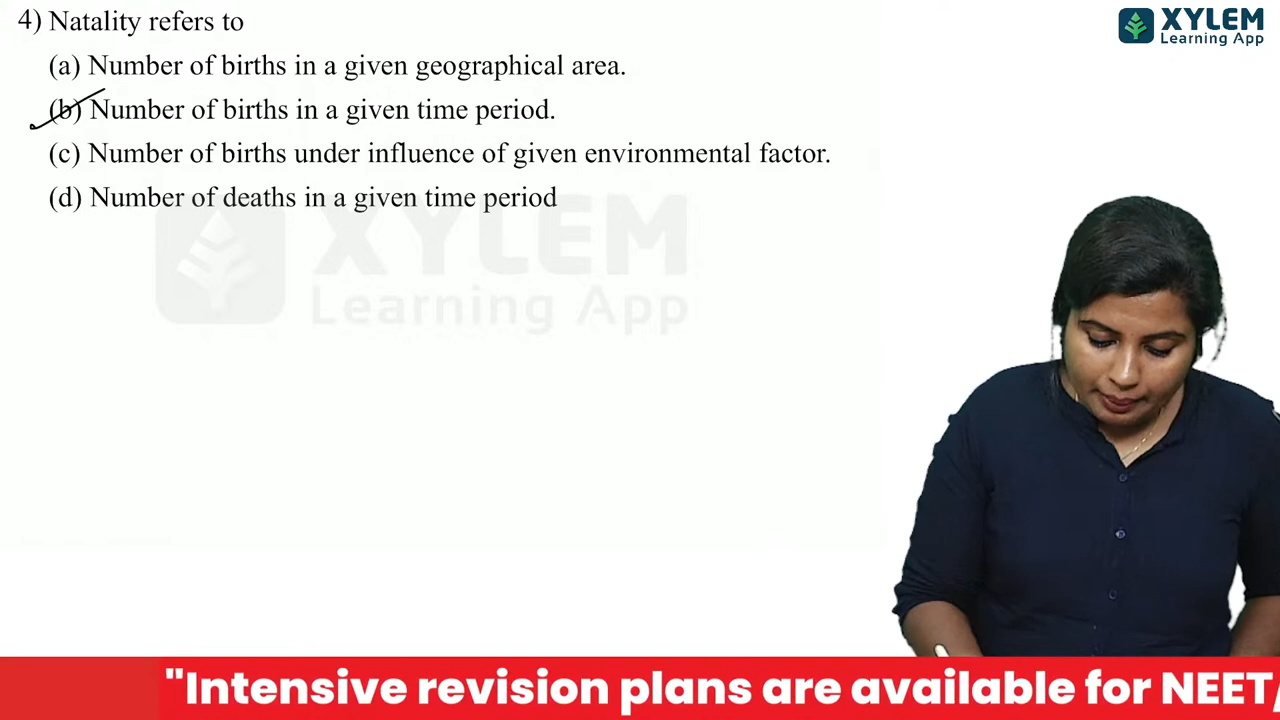 4) Natality refers to
(a) Number of births in a given geographical area.
(b) Number of births in a given time period.
(c) Number of births under influence of given environmental factor.
(d) Number of deaths in a given time period
XYLEM
Learning App
XYLEM
Learning App
"Intensive revision plans are available for NEET,